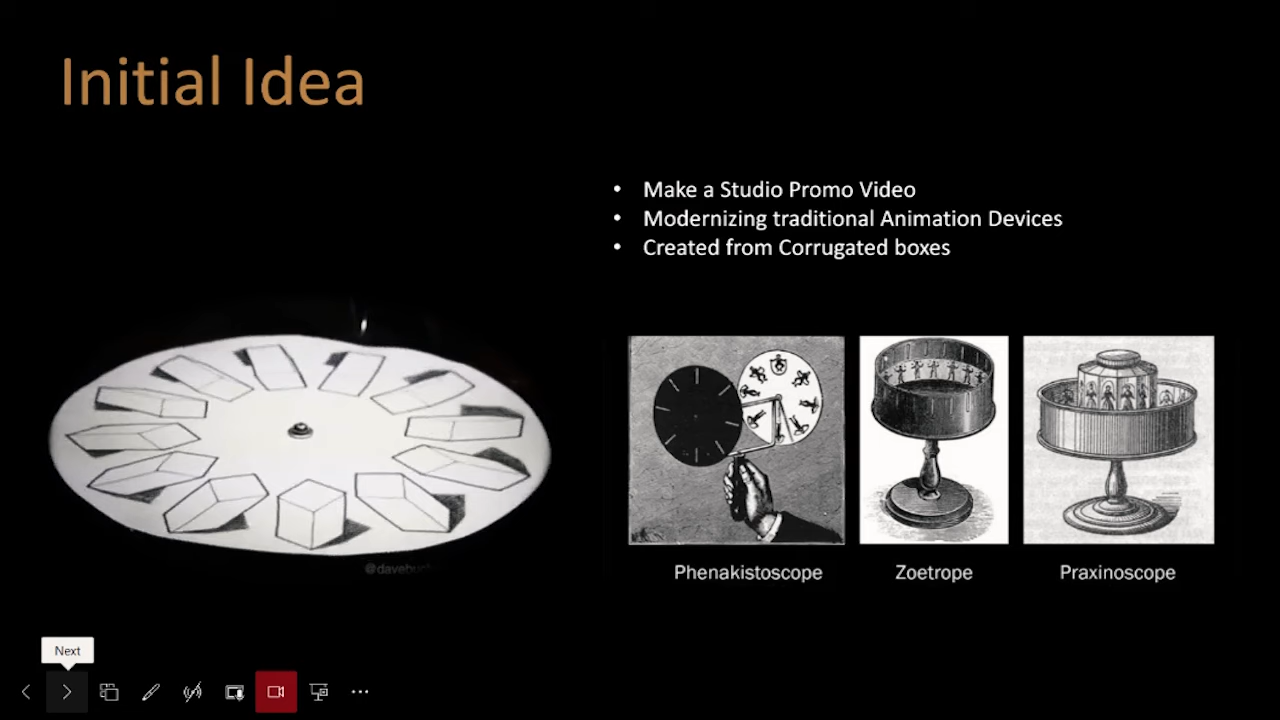 Initial Idea
• Make a Studio Promo Video
• Modernizing traditional Animation Devices
• Created from Corrugated boxes
Phenakistoscope
Zoetrope
Praxinoscope
Next